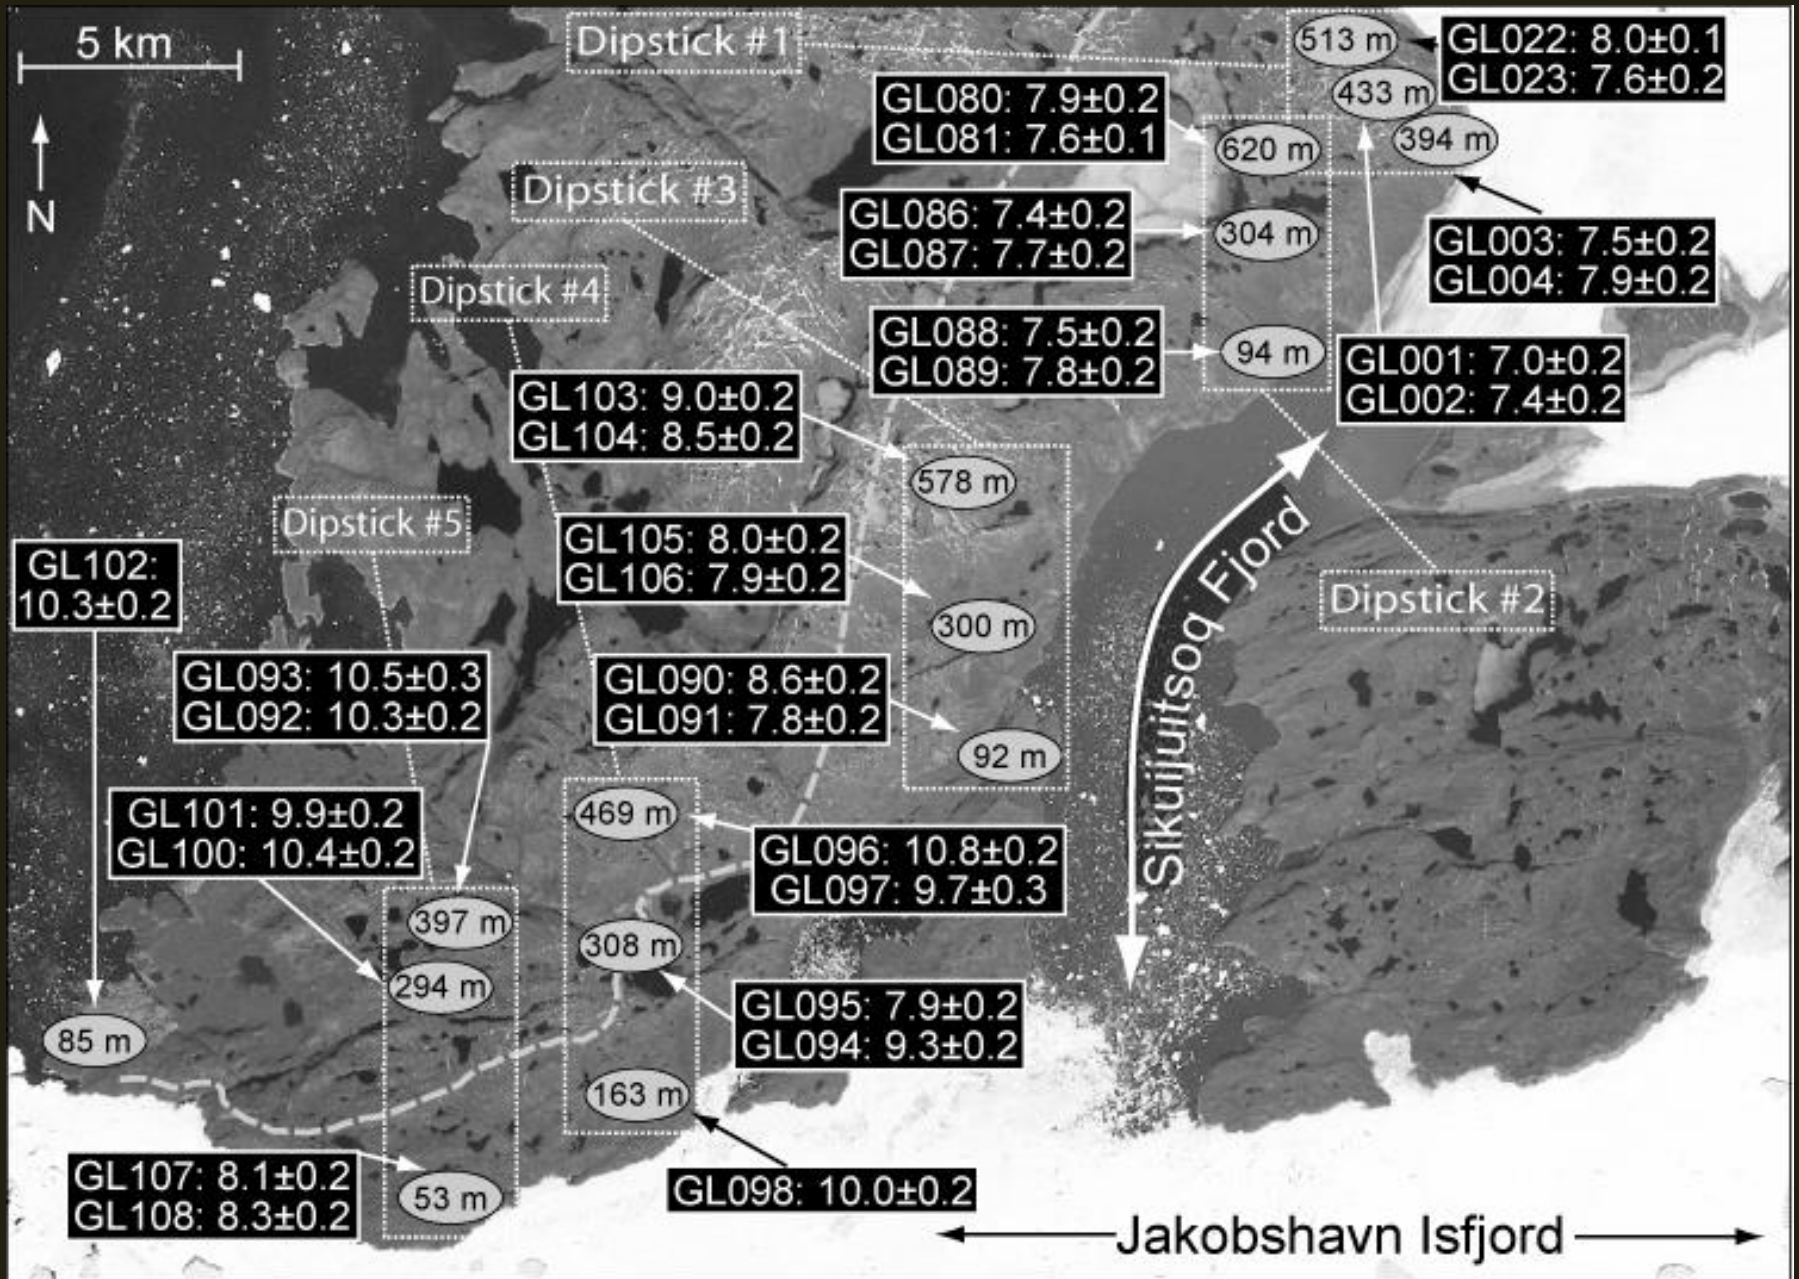 5 km
N
Dipstick #1
513 m
GL022: 8.0±0.1
GL023: 7.6±0.2
433 m
394 m
GL080: 7.9±0.2
GL081: 7.6±0.1
620 m
Dipstick #3
GL086: 7.4±0.2
GL087: 7.7±0.2
304 m
GL003: 7.5±0.2
GL004: 7.9±0.2
Dipstick #4
GL088: 7.5±0.2
GL089: 7.8±0.2
94 m
GL001: 7.0±0.2
GL002: 7.4±0.2
GL103: 9.0±0.2
GL104: 8.5±0.2
578 m
Dipstick #5
GL102:
10.3±0.2
GL105: 8.0±0.2
GL106: 7.9±0.2
300 m
Sikuijuitsoq Fjord
Dipstick #2
GL093: 10.5±0.3
GL092: 10.3±0.2
GL090: 8.6±0.2
GL091: 7.8±0.2
92 m
GL101: 9.9±0.2
GL100: 10.4±0.2
469 m
GL096: 10.8±0.2
GL097: 9.7±0.3
397 m
308 m
294 m
85 m
GL095: 7.9±0.2
GL094: 9.3±0.2
163 m
GL107: 8.1±0.2
GL108: 8.3±0.2
53 m
GL098: 10.0±0.2
Jakobshavn Isfjord